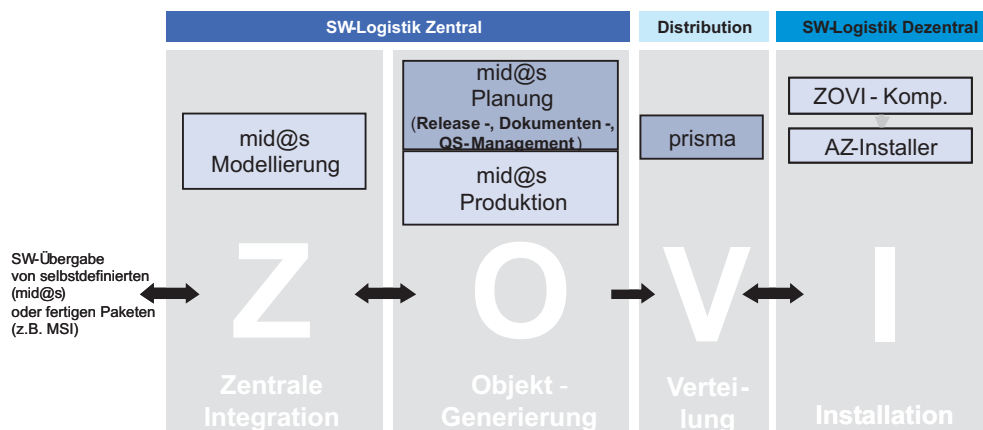 SW-Logistik Zentral
Distribution
SW-Logistik Dezentral
mid@s
Modellierung
mid@s
Planung
(Release -, Dokumenten -,
QS-Management)
mid@s
Produktion
prisma
ZOVI - Komp.
AZ-Installer
SW-Übergabe
von selbstdefinierten
(mid@s)
oder fertigen Paketen
(z.B. MSI)
Z
O
V
I
Zentrale
Integration
Objekt -
Generierung
Vertei-
lung
Installation